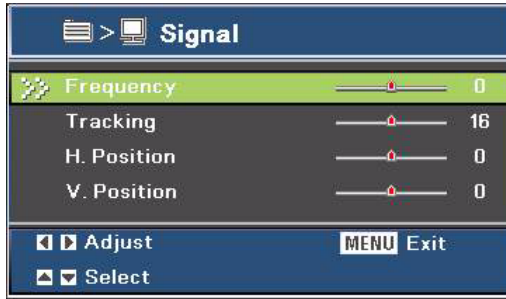 > Signal
Frequency 0
Tracking 16
H. Position 0
V. Position 0
Adjust MENU Exit
Select